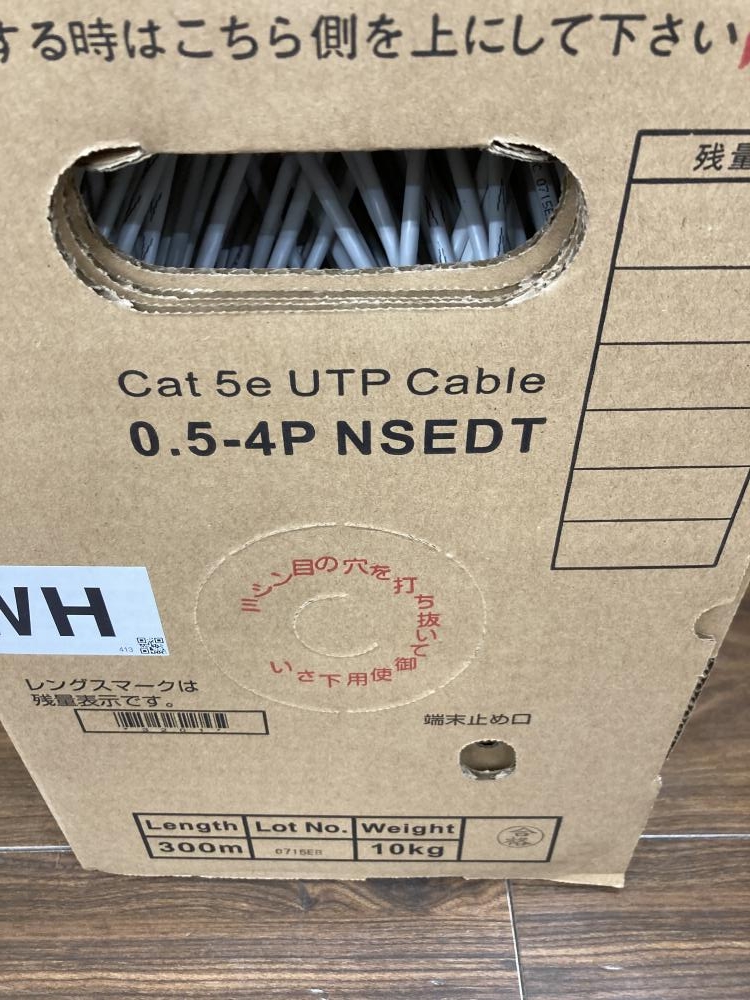 する時はこちら側を上にして下さい
残量
0715E
Cat 5e UTP Cable
0.5-4P NSEDT
ミシン目の穴を打ち抜いて
御使用下さい
WH
413
レングスマークは
残量表示です。
端末止め口
Length Lot No. Weight
300m 0715ER 10kg
合格